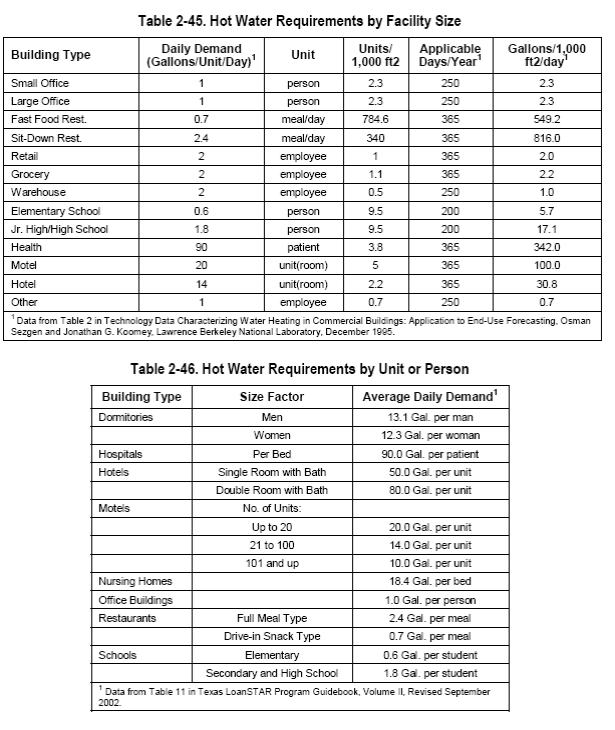 Table 2-45. Hot Water Requirements by Facility Size
Building Type | Daily Demand (Gallons/Unit/Day)1 | Unit | Units/ 1,000 ft2 | Applicable Days/Year1 | Gallons/1,000 ft2/day1
Small Office | 1 | person | 2.3 | 250 | 2.3
Large Office | 1 | person | 2.3 | 250 | 2.3
Fast Food Rest. | 0.7 | meal/day | 784.6 | 365 | 549.2
Sit-Down Rest. | 2.4 | meal/day | 340 | 365 | 816.0
Retail | 2 | employee | 1 | 365 | 2.0
Grocery | 2 | employee | 1.1 | 365 | 2.2
Warehouse | 2 | employee | 0.5 | 250 | 1.0
Elementary School | 0.6 | person | 9.5 | 200 | 5.7
Jr. High/High School | 1.8 | person | 9.5 | 200 | 17.1
Health | 90 | patient | 3.8 | 365 | 342.0
Motel | 20 | unit(room) | 5 | 365 | 100.0
Hotel | 14 | unit(room) | 2.2 | 365 | 30.8
Other | 1 | employee | 0.7 | 250 | 0.7
1 Data from Table 2 in Technology Data Characterizing Water Heating in Commercial Buildings: Application to End-Use Forecasting, Osman
Sezgen and Jonathan G. Koomey, Lawrence Berkeley National Laboratory, December 1995.
Table 2-46. Hot Water Requirements by Unit or Person
Building Type | Size Factor | Average Daily Demand1
Dormitories | Men | 13.1 Gal. per man
Women | 12.3 Gal. per woman
Hospitals | Per Bed | 90.0 Gal. per patient
Hotels | Single Room with Bath | 50.0 Gal. per unit
Double Room with Bath | 80.0 Gal. per unit
Motels | No. of Units:
Up to 20 | 20.0 Gal. per unit
21 to 100 | 14.0 Gal. per unit
101 and up | 10.0 Gal. per unit
Nursing Homes | 18.4 Gal. per bed
Office Buildings | 1.0 Gal. per person
Restaurants | Full Meal Type | 2.4 Gal. per meal
Drive-in Snack Type | 0.7 Gal. per meal
Schools | Elementary | 0.6 Gal. per student
Secondary and High School | 1.8 Gal. per student
1 Data from Table 11 in Texas LoanSTAR Program Guidebook, Volume II, Revised September
2002.